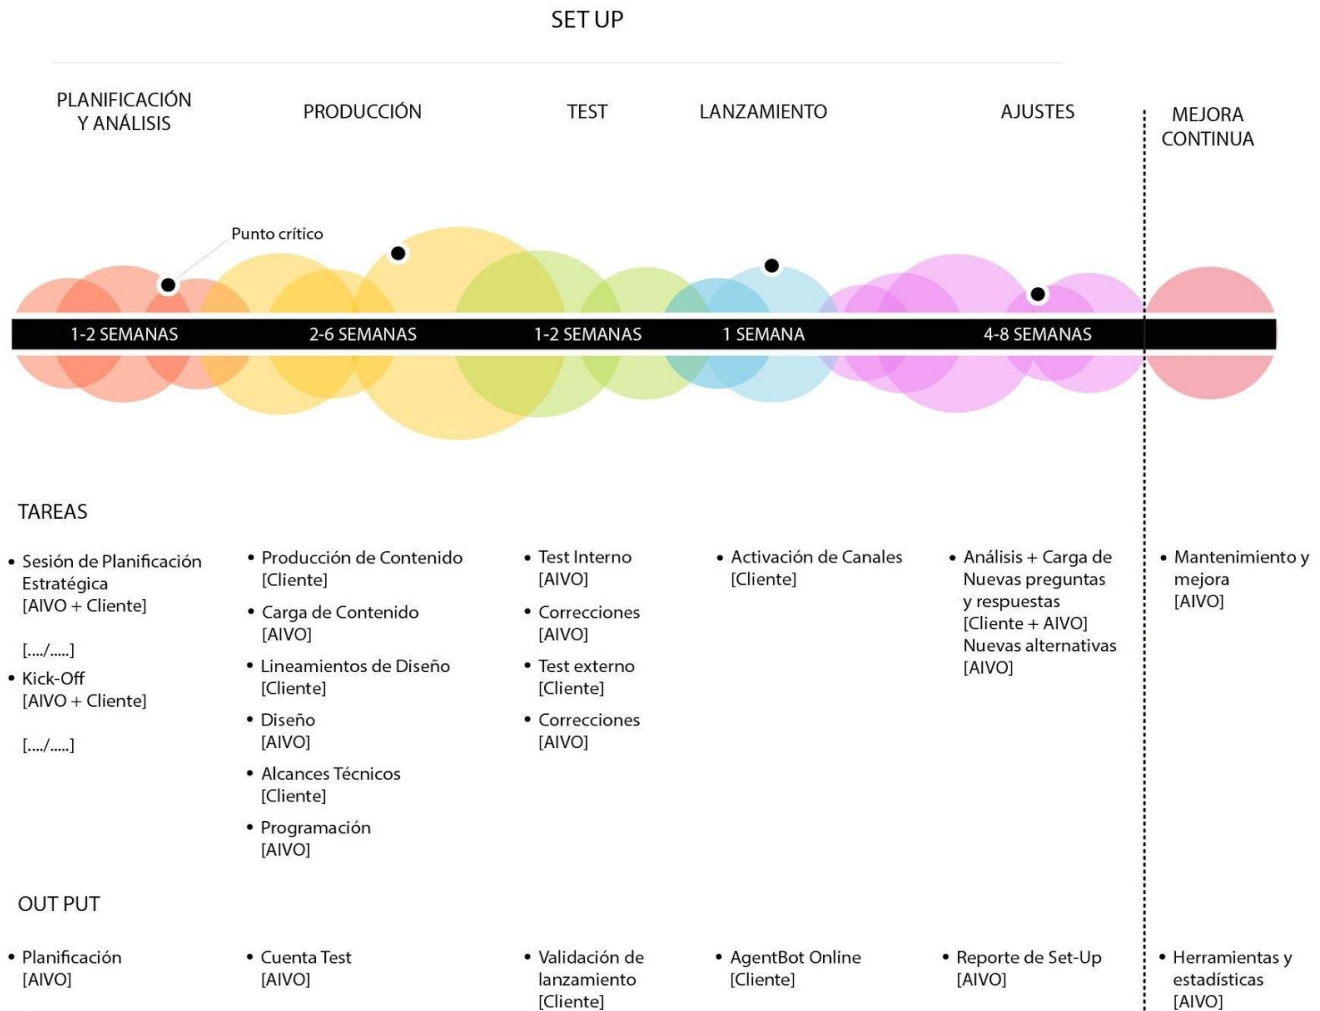 SET UP
PLANIFICACIÓN
Y ANÁLISIS
PRODUCCIÓN
TEST
LANZAMIENTO
AJUSTES
MEJORA
CONTINUA
Punto crítico
1-2 SEMANAS
2-6 SEMANAS
1-2 SEMANAS
1 SEMANA
4-8 SEMANAS
TAREAS
• Sesión de Planificación
Estratégica
[AIVO + Cliente]
[..../.....]
• Kick-Off
[AIVO + Cliente]
[..../.....]
• Producción de Contenido
[Cliente]
• Carga de Contenido
[AIVO]
• Lineamientos de Diseño
[Cliente]
• Diseño
[AIVO]
• Alcances Técnicos
[Cliente]
• Programación
[AIVO]
• Test Interno
[AIVO]
• Correcciones
[AIVO]
• Test externo
[Cliente]
• Correcciones
[AIVO]
• Activación de Canales
[Cliente]
• Análisis + Carga de
Nuevas preguntas
y respuestas
[Cliente + AIVO]
Nuevas alternativas
[AIVO]
• Mantenimiento y
mejora
[AIVO]
OUT PUT
• Planificación
[AIVO]
• Cuenta Test
[AIVO]
• Validación de
lanzamiento
[Cliente]
• AgentBot Online
[Cliente]
• Reporte de Set-Up
[AIVO]
• Herramientas y
estadísticas
[AIVO]